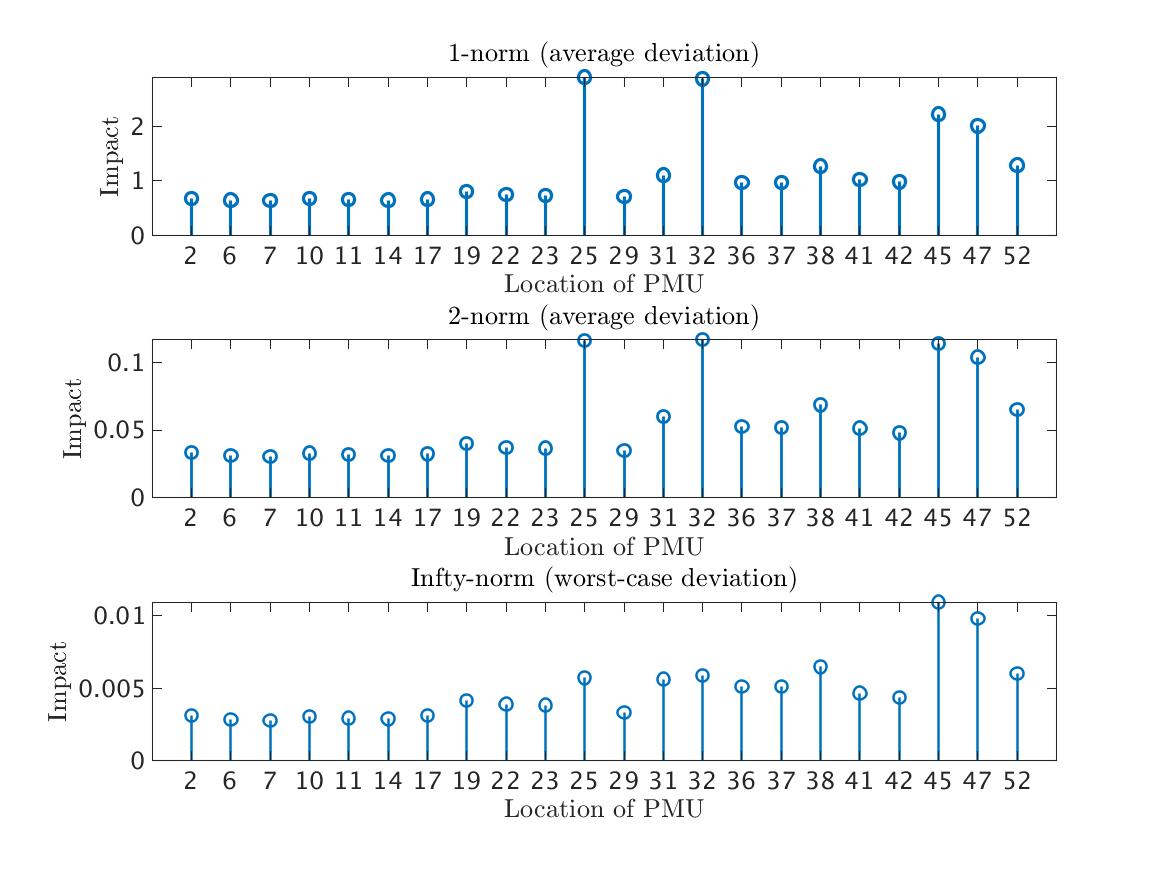 1-norm (average deviation)
Impact
2
1
0
2 6 7 10 11 14 17 19 22 23 25 29 31 32 36 37 38 41 42 45 47 52
Location of PMU
2-norm (average deviation)
Impact
0.1
0.05
0
2 6 7 10 11 14 17 19 22 23 25 29 31 32 36 37 38 41 42 45 47 52
Location of PMU
Infty-norm (worst-case deviation)
Impact
0.01
0.005
0
2 6 7 10 11 14 17 19 22 23 25 29 31 32 36 37 38 41 42 45 47 52
Location of PMU